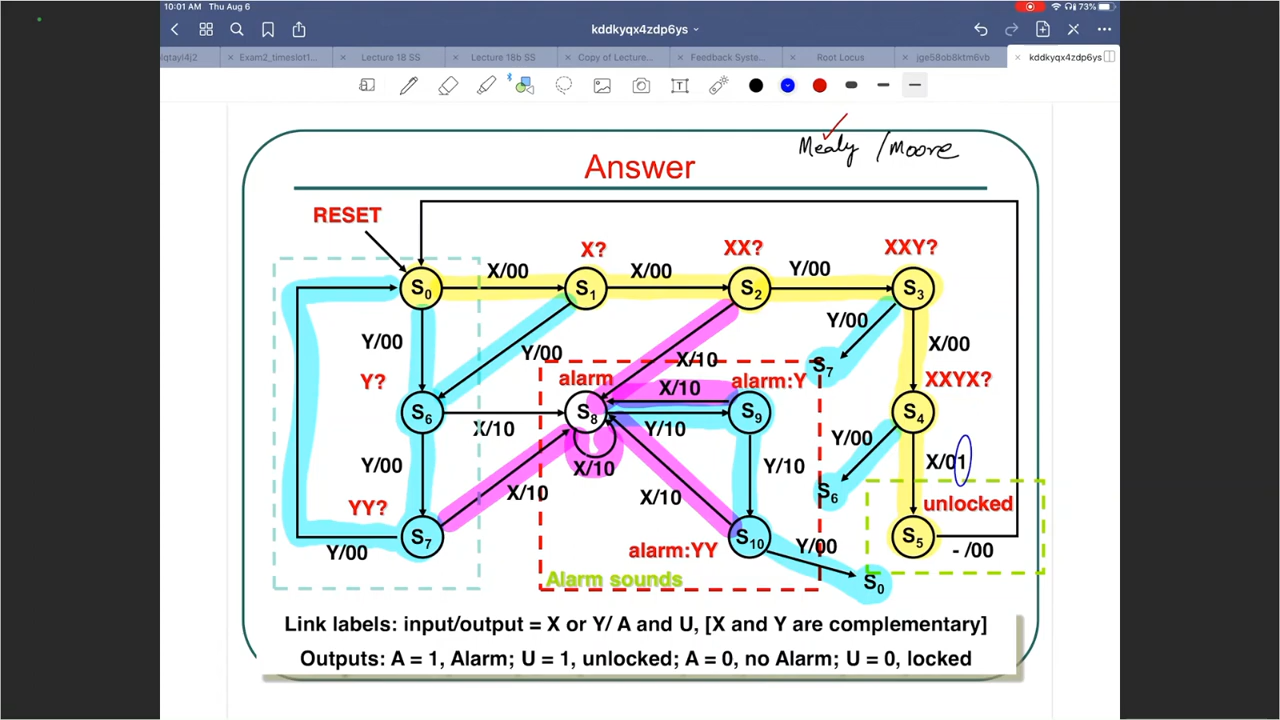 10:01 AM Thu Aug 6
73%
kddkyqx4zdp6ys
lqtayl4j2
Exam2_timeslot1...
Lecture 18 SS
Lecture 18b SS
Copy of Lecture...
Feedback Syste...
Root Locus
jge58ob8ktm6vb
kddkyqx4zdp6ys
Mealy / Moore
Answer
RESET
X?
XX?
XXY?
S0
X/00
S1
X/00
S2
Y/00
S3
Y/00
Y/00
X/10
Y/00
X/00
S7
Y?
alarm
X/10
alarm:Y
XXYX?
S6
X/10
S8
Y/10
S9
S4
Y/00
X/10
X/10
X/10
Y/10
Y/00
X/01
S6
YY?
unlocked
S7
alarm:YY
S10
Y/00
S5
Y/00
- /00
Alarm sounds
S0
Link labels: input/output = X or Y/ A and U, [X and Y are complementary]
Outputs: A = 1, Alarm; U = 1, unlocked; A = 0, no Alarm; U = 0, locked